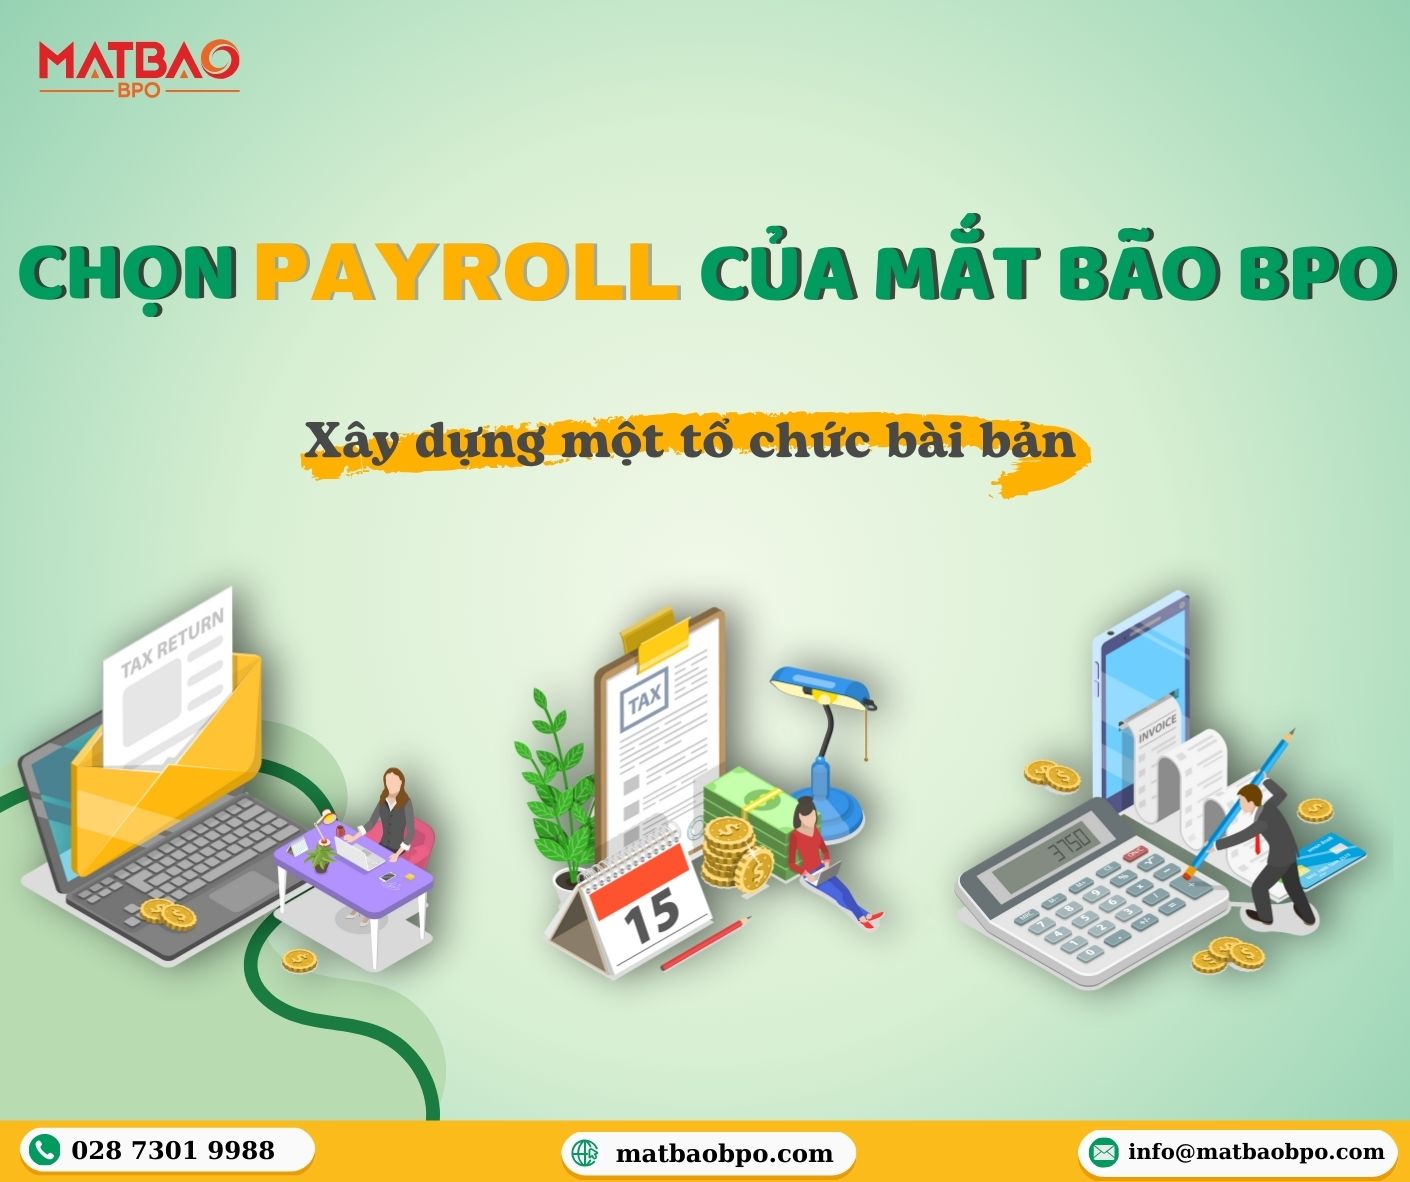 MATBAO
BPO
CHỌN PAYROLL CỦA MẮT BÃO BPO
Xây dựng một tổ chức bài bản
TAX RETURN
TAX
15
INVOICE
3750
028 7301 9988
matbaobpo.com
info@matbaobpo.com